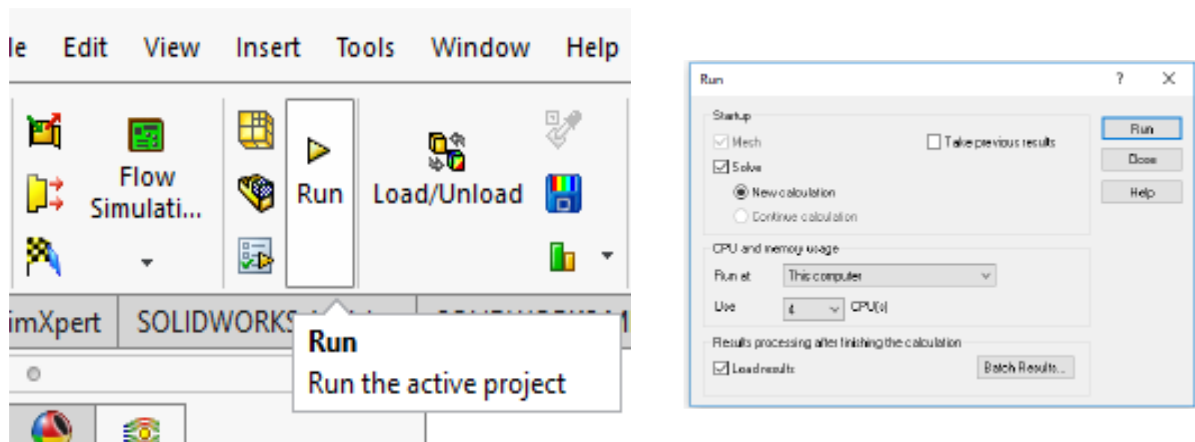 le Edit View Insert Tools Window Help
Flow
Simulati...
Run
Load/Unload
imXpert
SOLIDWORKS
Run
Run the active project
Run
?
Startup
Mesh
Take previous results
Solve
New calculation
Continue calculation
Run
Close
Help
CPU and memory usage
Run at
This computer
Use
4
CPU(s)
Results processing after finishing the calculation
Load results
Batch Results...